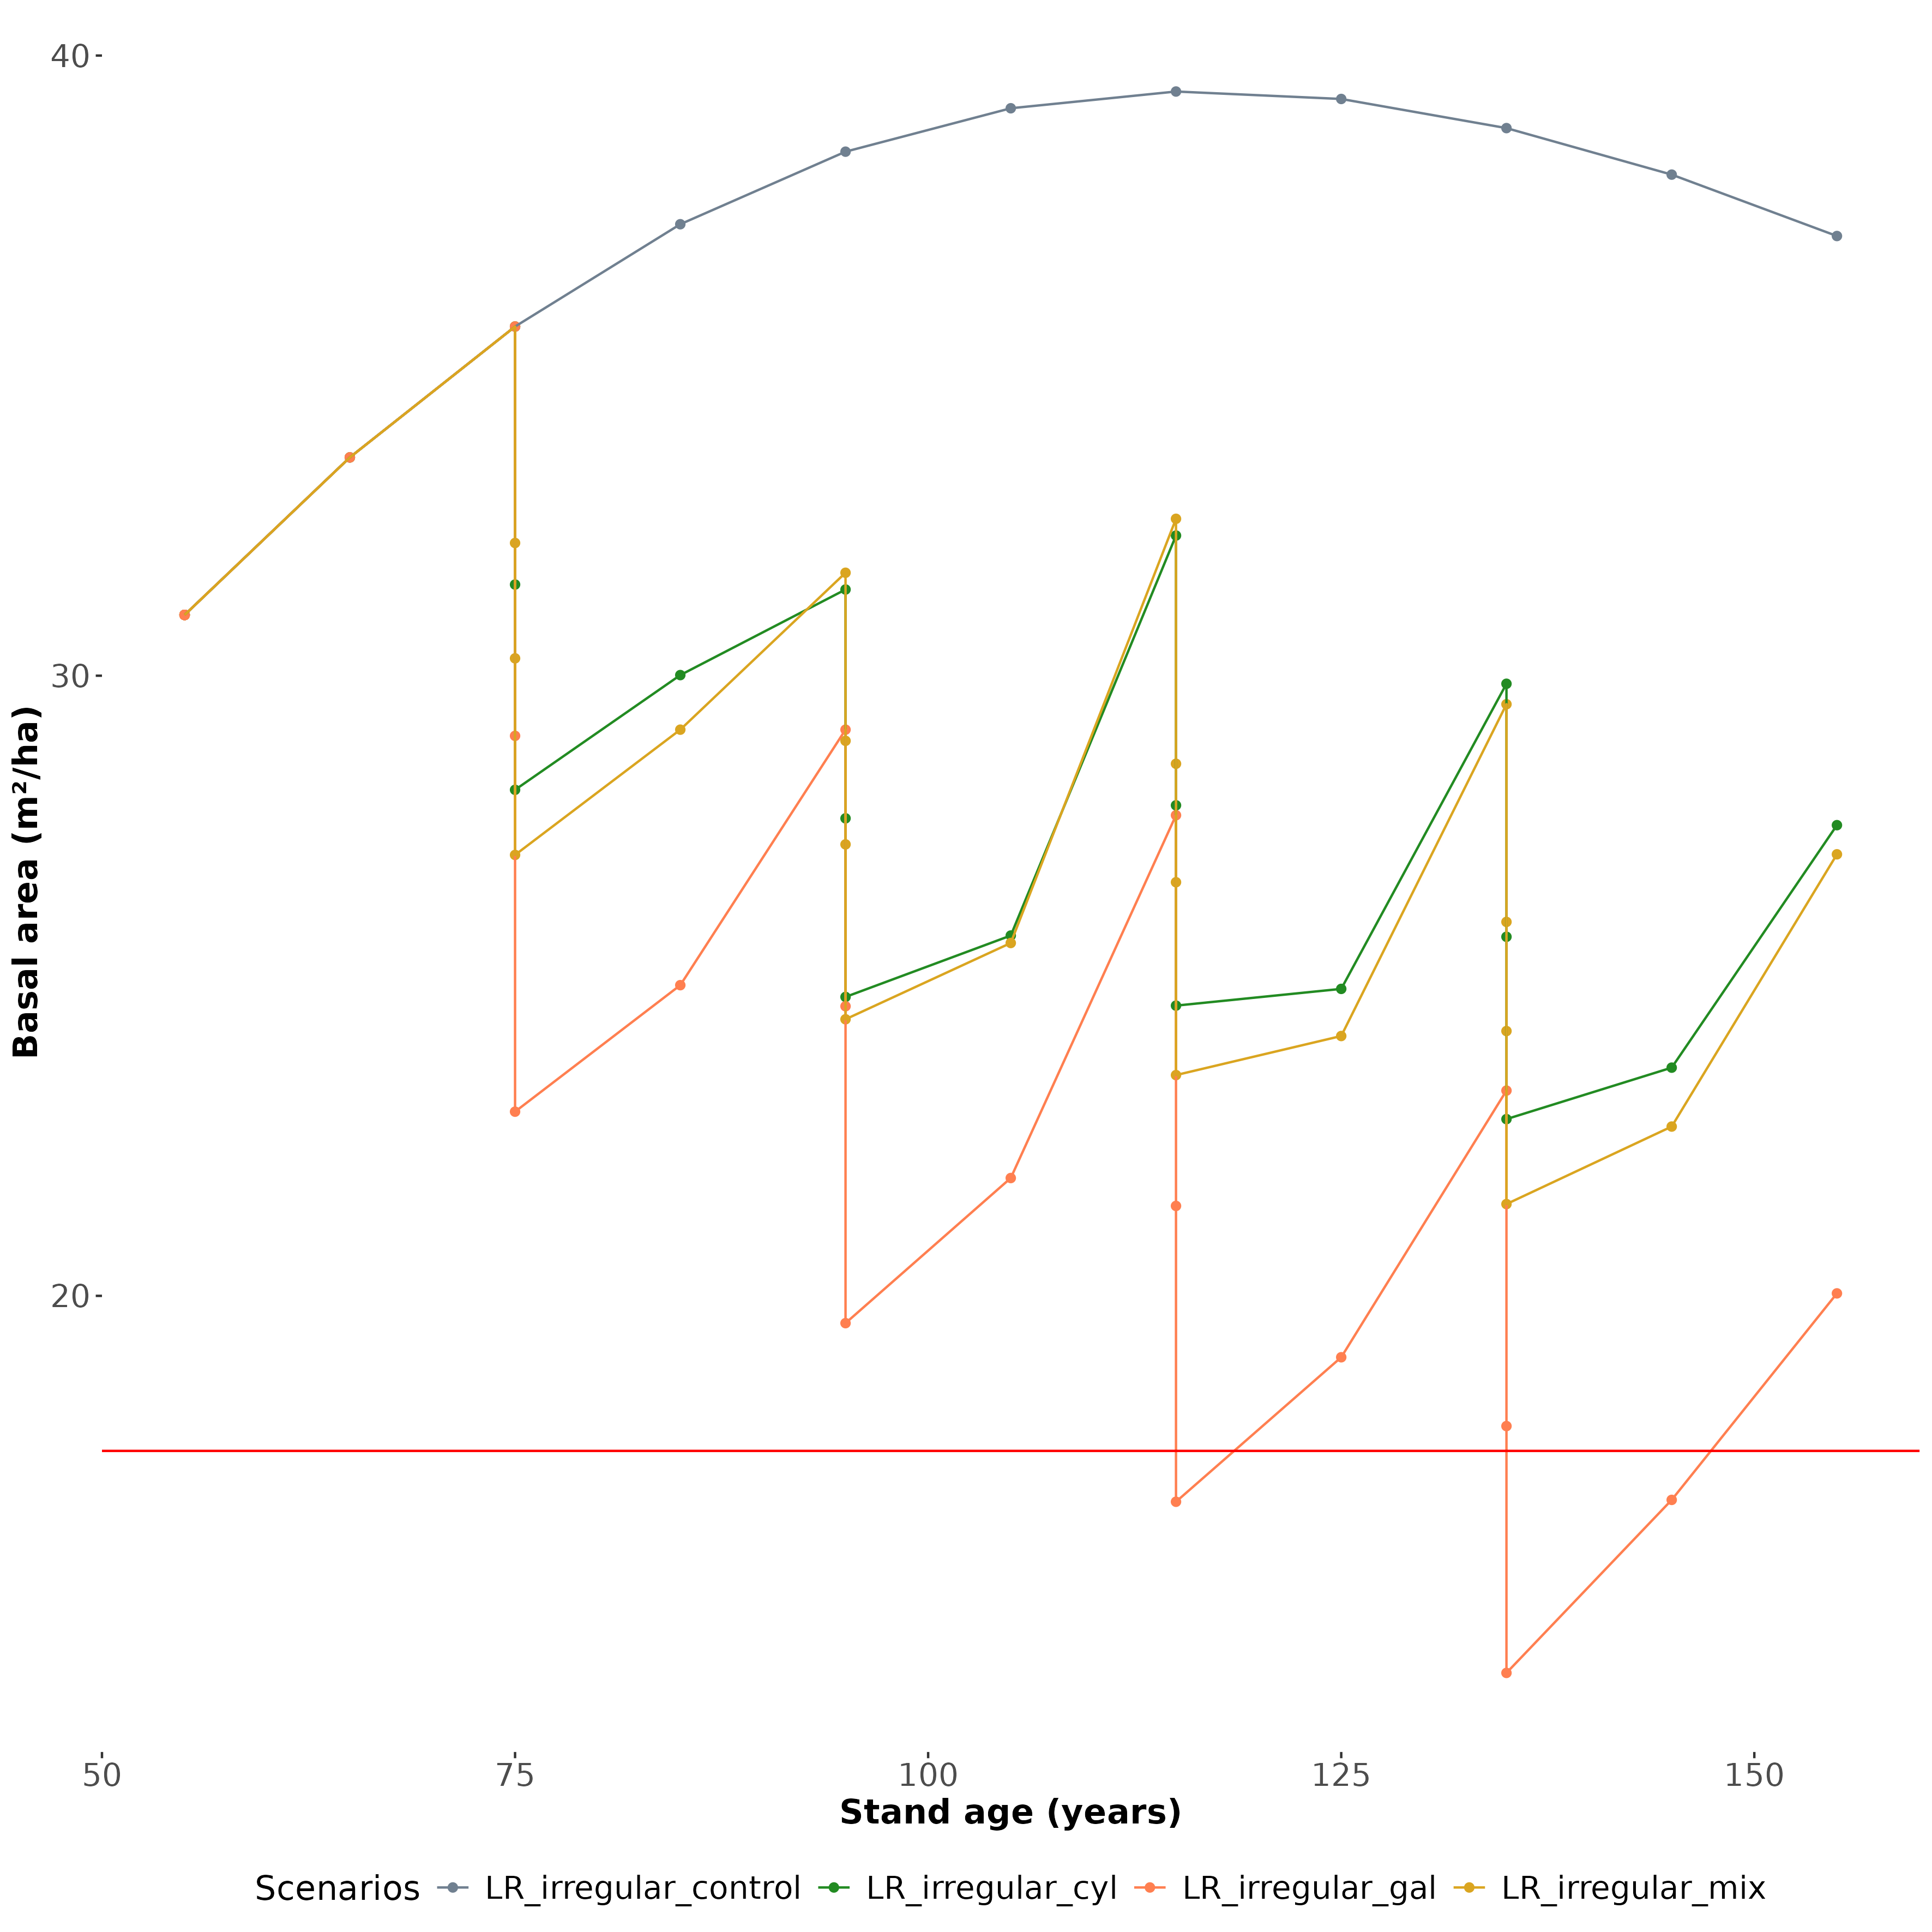 40
30
20
Basal area (m²/ha)
50 75 100 125 150
Stand age (years)
Scenarios LR_irregular_control LR_irregular_cyl LR_irregular_gal LR_irregular_mix